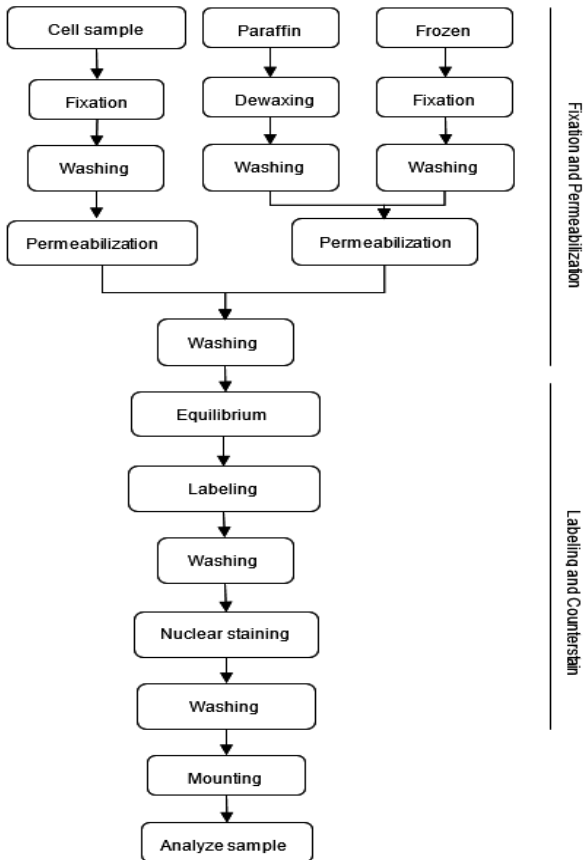 Cell sample
Paraffin
Frozen
Fixation
Dewaxing
Fixation
Washing
Washing
Washing
Permeabilization
Permeabilization
Washing
Equilibrium
Labeling
Washing
Nuclear staining
Washing
Mounting
Analyze sample
Fixation and Permeabilization
Labeling and Counterstain